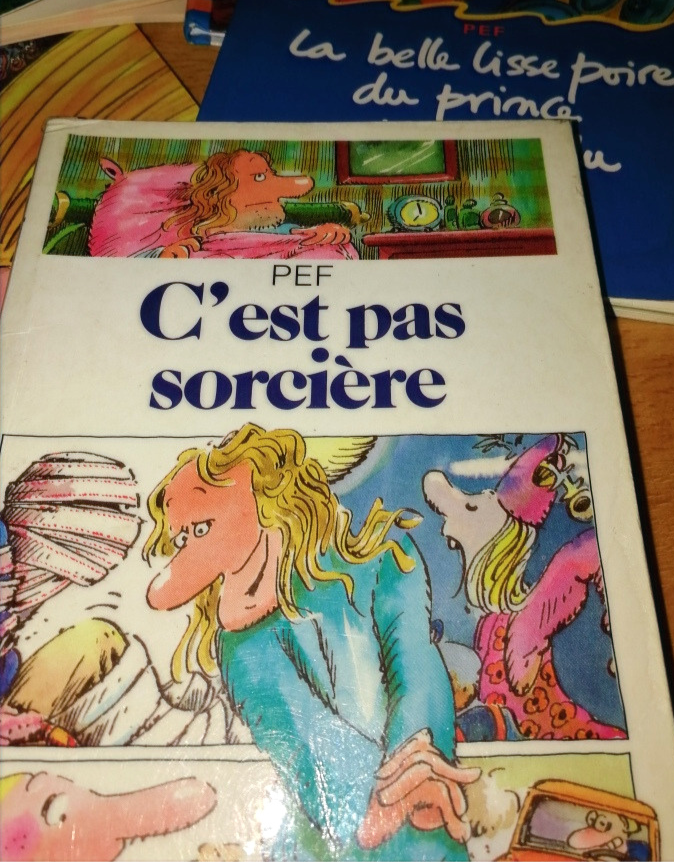 PEF
la belle lisse poire
du prince
PEF
C'est pas
sorcière